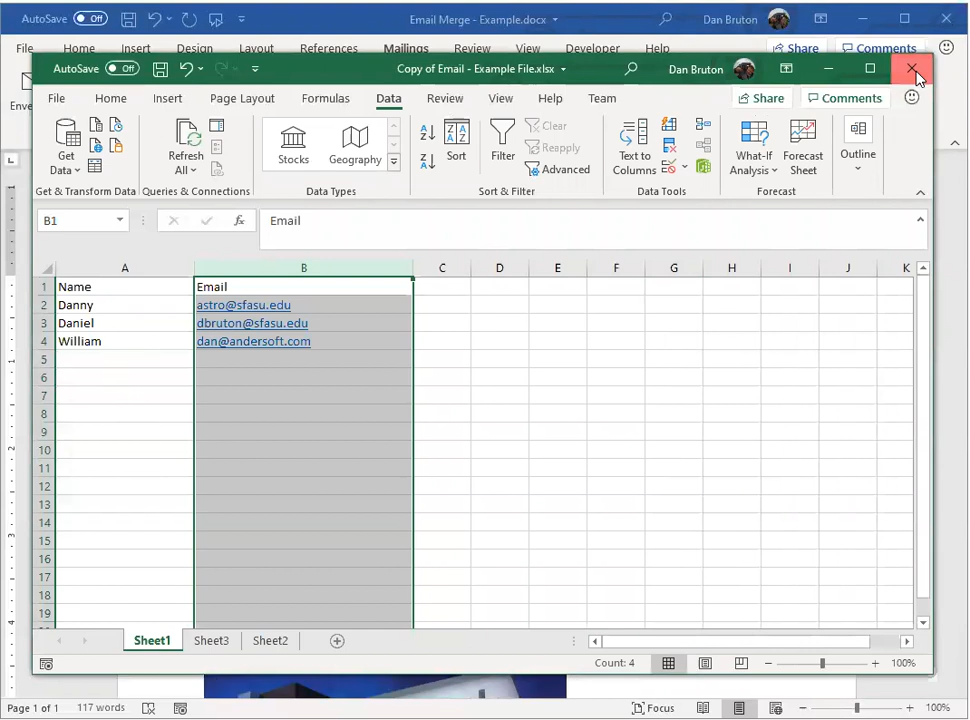 AutoSave Off Email Merge - Example.docx Dan Bruton
File Home Insert Design Layout References Mailings Review View Developer Help Share Comments
AutoSave Off Copy of Email - Example File.xlsx Dan Bruton
File Home Insert Page Layout Formulas Data Review View Help Team Share Comments
Enve
Get Data
Refresh All
Stocks
Geography
Sort
Filter
Clear
Reapply
Advanced
Text to Columns
What-If Analysis
Forecast Sheet
Outline
Get & Transform Data Queries & Connections Data Types Sort & Filter Data Tools Forecast
B1 fx Email
A B C D E F G H I J K
1 Name Email
2 Danny astro@sfasu.edu
3 Daniel dbruton@sfasu.edu
4 William dan@andersoft.com
5
6
7
8
9
10
11
12
13
14
15
16
17
18
19
Sheet1 Sheet3 Sheet2
Count: 4 100%
Page 1 of 1 117 words Focus 100%